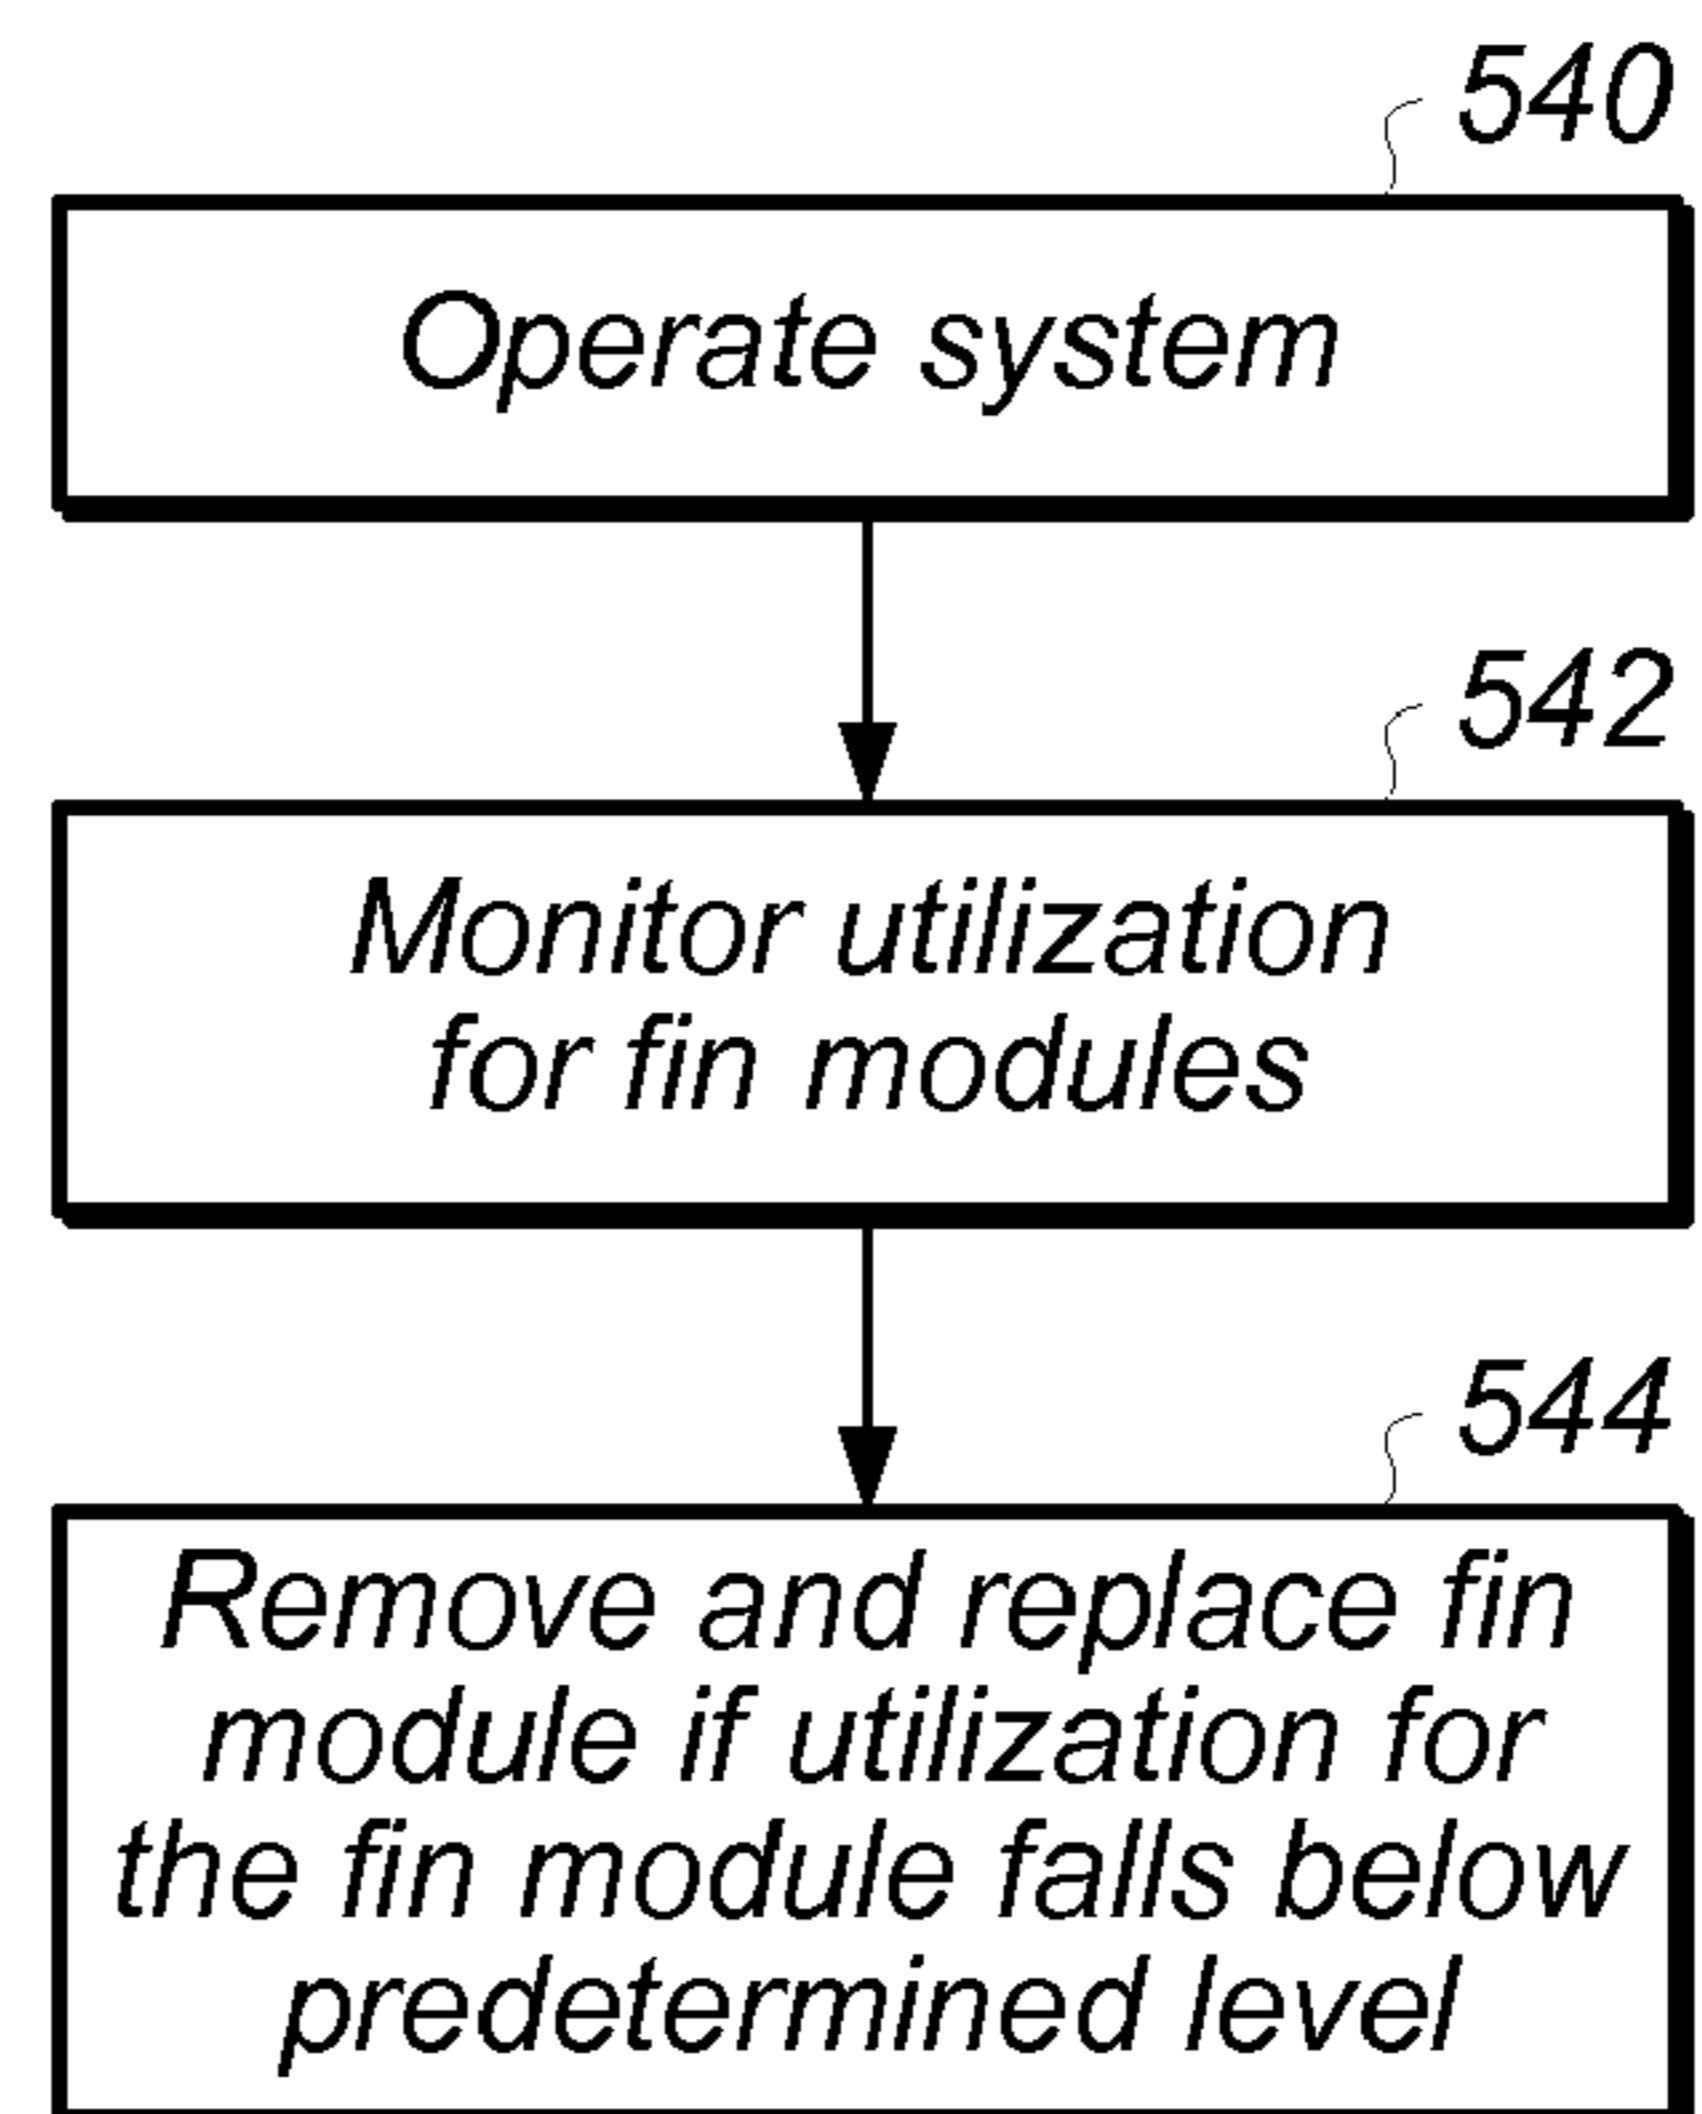 540
Operate system
542
Monitor utilization
for fin modules
544
Remove and replace fin
module if utilization for
the fin module falls below
predetermined level